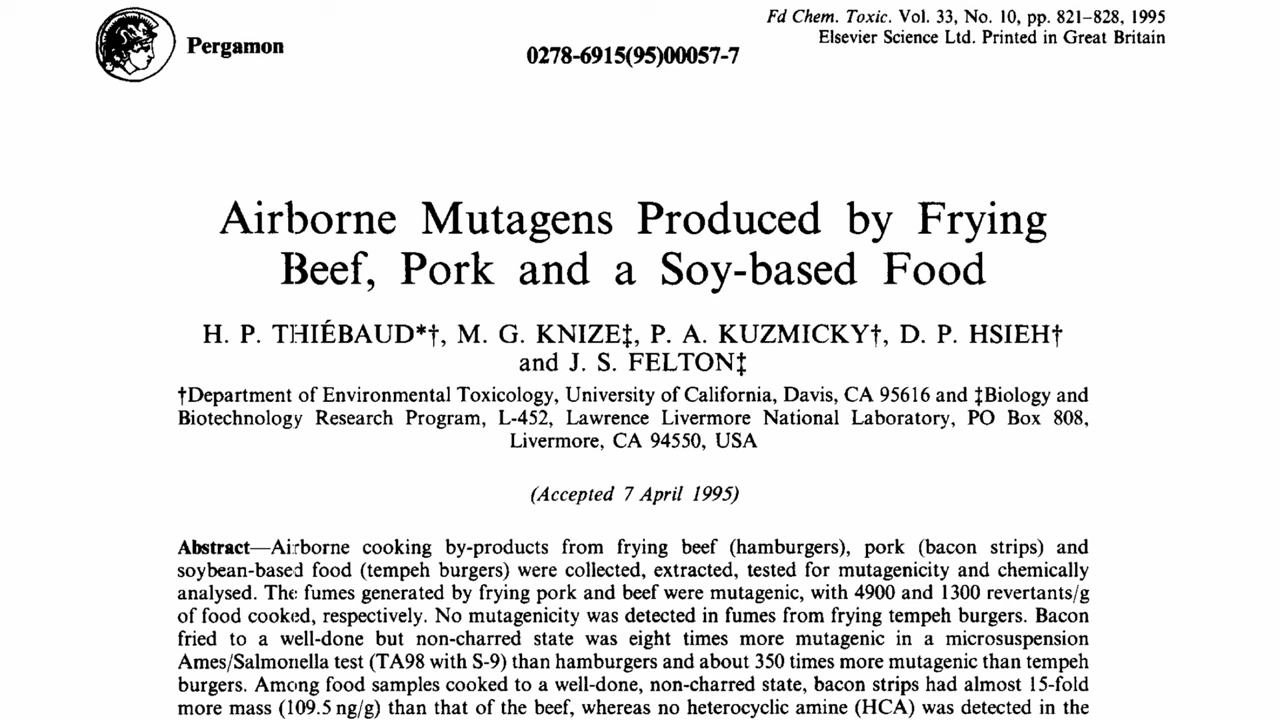 Pergamon
0278-6915(95)00057-7
Fd Chem. Toxic. Vol. 33, No. 10, pp. 821–828, 1995
Elsevier Science Ltd. Printed in Great Britain
Airborne Mutagens Produced by Frying
Beef, Pork and a Soy-based Food
H. P. THIÉBAUD*†, M. G. KNIZE‡, P. A. KUZMICKY†, D. P. HSIEH†
and J. S. FELTON‡
†Department of Environmental Toxicology, University of California, Davis, CA 95616 and ‡Biology and
Biotechnology Research Program, L-452, Lawrence Livermore National Laboratory, PO Box 808,
Livermore, CA 94550, USA
(Accepted 7 April 1995)
Abstract—Airborne cooking by-products from frying beef (hamburgers), pork (bacon strips) and
soybean-based food (tempeh burgers) were collected, extracted, tested for mutagenicity and chemically
analysed. The fumes generated by frying pork and beef were mutagenic, with 4900 and 1300 revertants/g
of food cooked, respectively. No mutagenicity was detected in fumes from frying tempeh burgers. Bacon
fried to a well-done but non-charred state was eight times more mutagenic in a microsuspension
Ames/Salmonella test (TA98 with S-9) than hamburgers and about 350 times more mutagenic than tempeh
burgers. Among food samples cooked to a well-done, non-charred state, bacon strips had almost 15-fold
more mass (109.5 ng/g) than that of the beef, whereas no heterocyclic amine (HCA) was detected in the